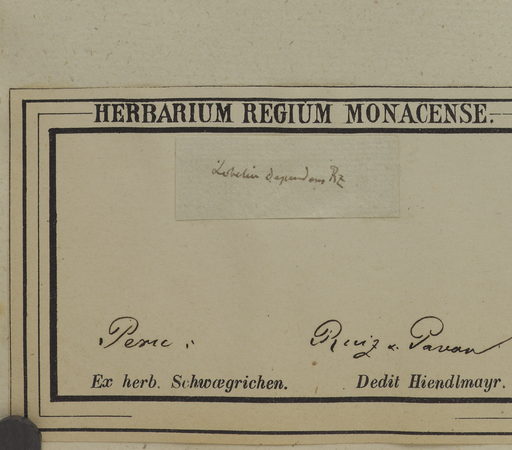 HERBARIUM REGIUM MONACENSE.
Lobelia decurrens RZ
Peru.
Ruiz & Pavon
Ex herb. Schwægrichen.
Dedit Hiendlmayr.